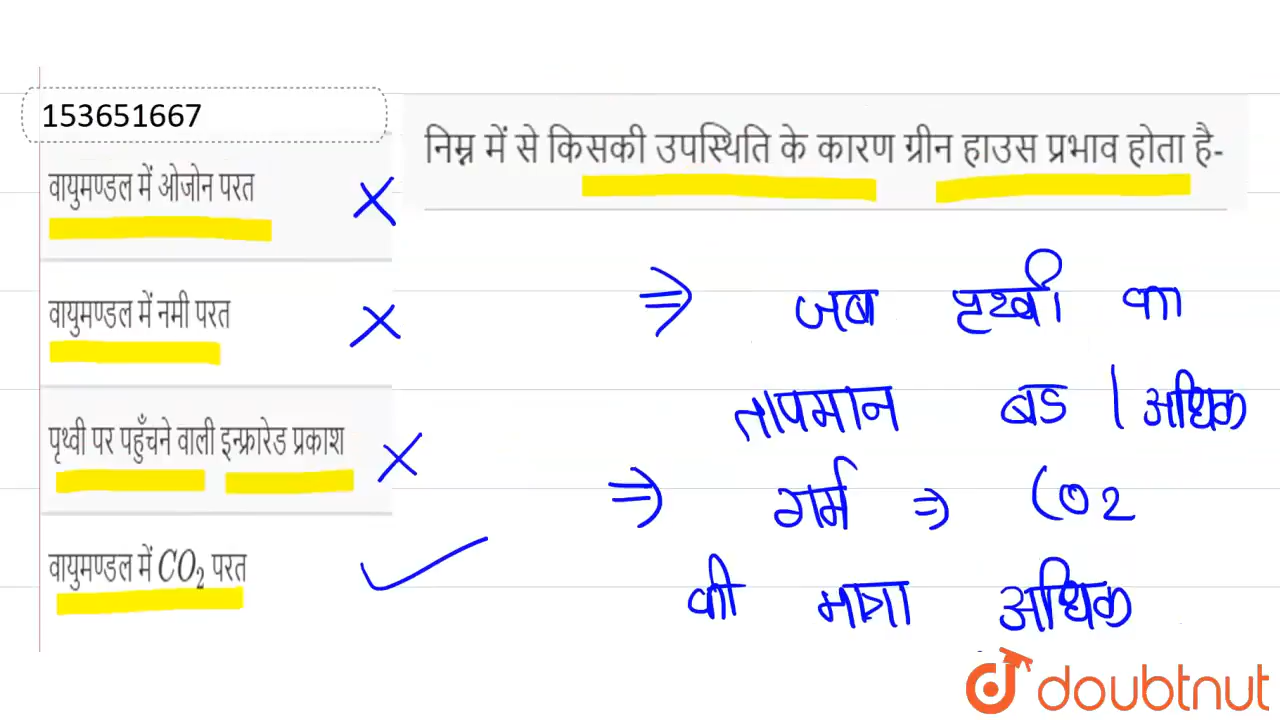 153651667
निम्न में से किसकी उपस्थिति के कारण ग्रीन हाउस प्रभाव होता है-
वायुमण्डल में ओजोन परत
वायुमण्डल में नमी परत
पृथ्वी पर पहुँचने वाली इन्फ्रारेड प्रकाश
वायुमण्डल में CO₂ परत
⇒ जब पृथ्वी का
तापमान बड | अधिक
⇒ गर्म ⇒ CO2
की मात्रा अधिक
doubtnut